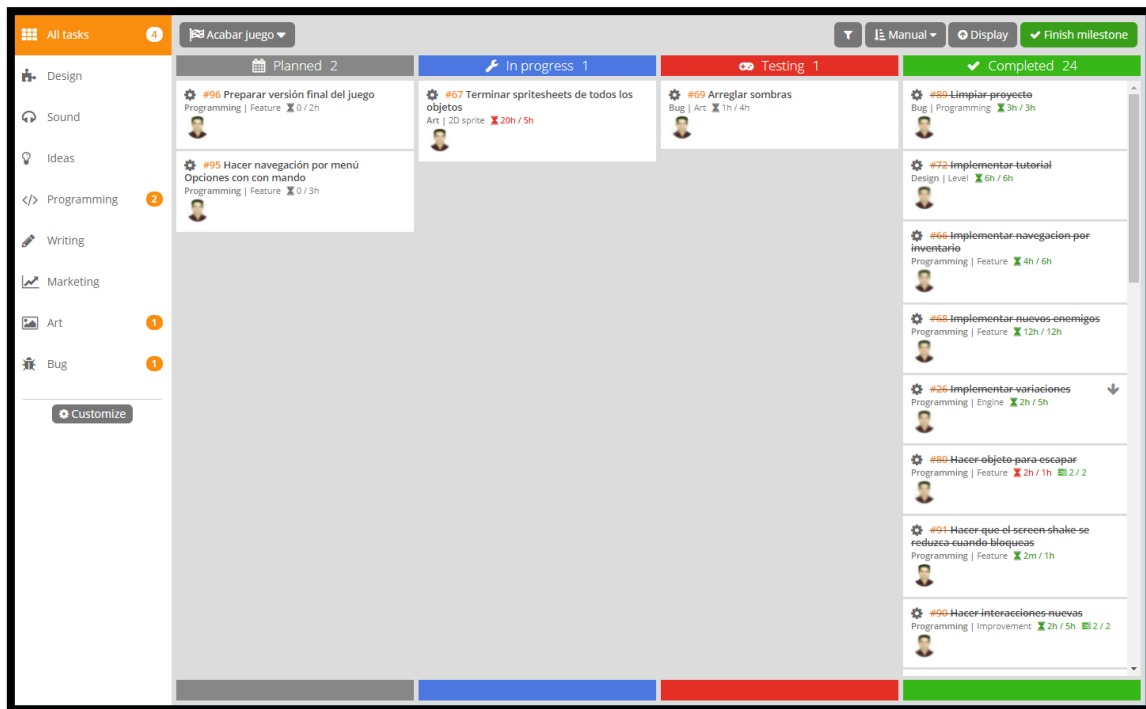 All tasks 4
Design
Sound
Ideas
Programming 2
Writing
Marketing
Art 1
Bug 1
Customize
Acabar juego
Manual
Display
Finish milestone
Planned 2
#96 Preparar versión final del juego
Programming | Feature 0 / 2h
#95 Hacer navegación por menú
Opciones con con mando
Programming | Feature 0 / 3h
In progress 1
#67 Terminar spritesheets de todos los
objetos
Art | 2D sprite 20h / 5h
Testing 1
#69 Arreglar sombras
Bug | Art 1h / 4h
Completed 24
#89 Limpiar proyecto
Bug | Programming 3h / 3h
#72 Implementar tutorial
Design | Level 6h / 6h
#66 Implementar navegacion por
inventario
Programming | Feature 4h / 6h
#68 Implementar nuevos enemigos
Programming | Feature 12h / 12h
#26 Implementar variaciones
Programming | Engine 2h / 5h
#80 Hacer objeto para escapar
Programming | Feature 2h / 1h 2 / 2
#91 Hacer que el screen shake se
reduzca cuando bloqueas
Programming | Feature 2m / 1h
#90 Hacer interacciones nuevas
Programming | Improvement 2h / 5h 2 / 2